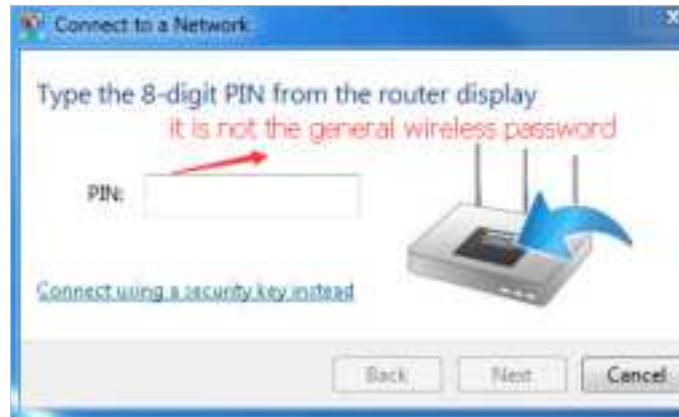 Connect to a Network
Type the 8-digit PIN from the router display
it is not the general wireless password
PIN:
Connect using a security key instead
Back
Next
Cancel